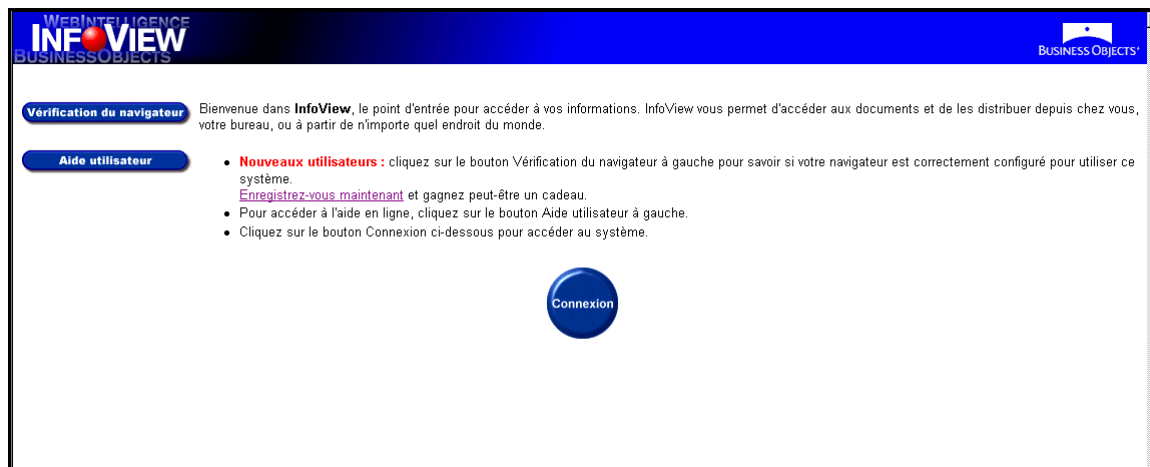 WEBINTELLIGENCE
INFOVIEW
BUSINESSOBJECTS
BUSINESS OBJECTS
Vérification du navigateur
Bienvenue dans InfoView, le point d'entrée pour accéder à vos informations. InfoView vous permet d'accéder aux documents et de les distribuer depuis chez vous,
votre bureau, ou à partir de n'importe quel endroit du monde.
Aide utilisateur
• Nouveaux utilisateurs : cliquez sur le bouton Vérification du navigateur à gauche pour savoir si votre navigateur est correctement configuré pour utiliser ce
système.
Enregistrez-vous maintenant et gagnez peut-être un cadeau.
• Pour accéder à l'aide en ligne, cliquez sur le bouton Aide utilisateur à gauche.
• Cliquez sur le bouton Connexion ci-dessous pour accéder au système.
Connexion